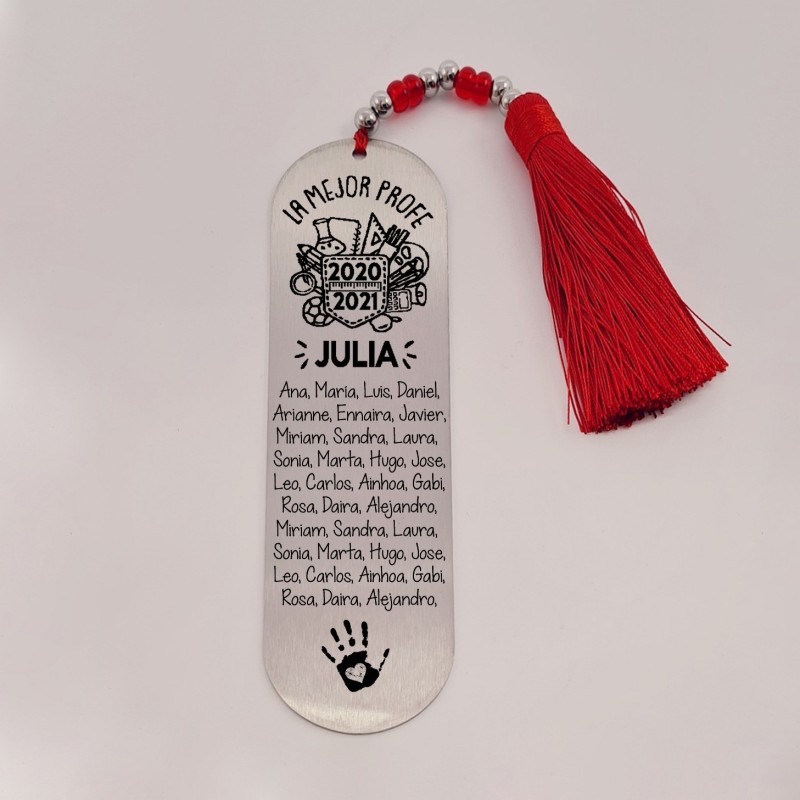 LA MEJOR PROFE
2020
2021
JULIA
Ana, María, Luis, Daniel,
Arianne, Ennaira, Javier,
Miriam, Sandra, Laura,
Sonia, Marta, Hugo, Jose,
Leo, Carlos, Ainhoa, Gabi,
Rosa, Daira, Alejandro,
Miriam, Sandra, Laura,
Sonia, Marta, Hugo, Jose,
Leo, Carlos, Ainhoa, Gabi,
Rosa, Daira, Alejandro,